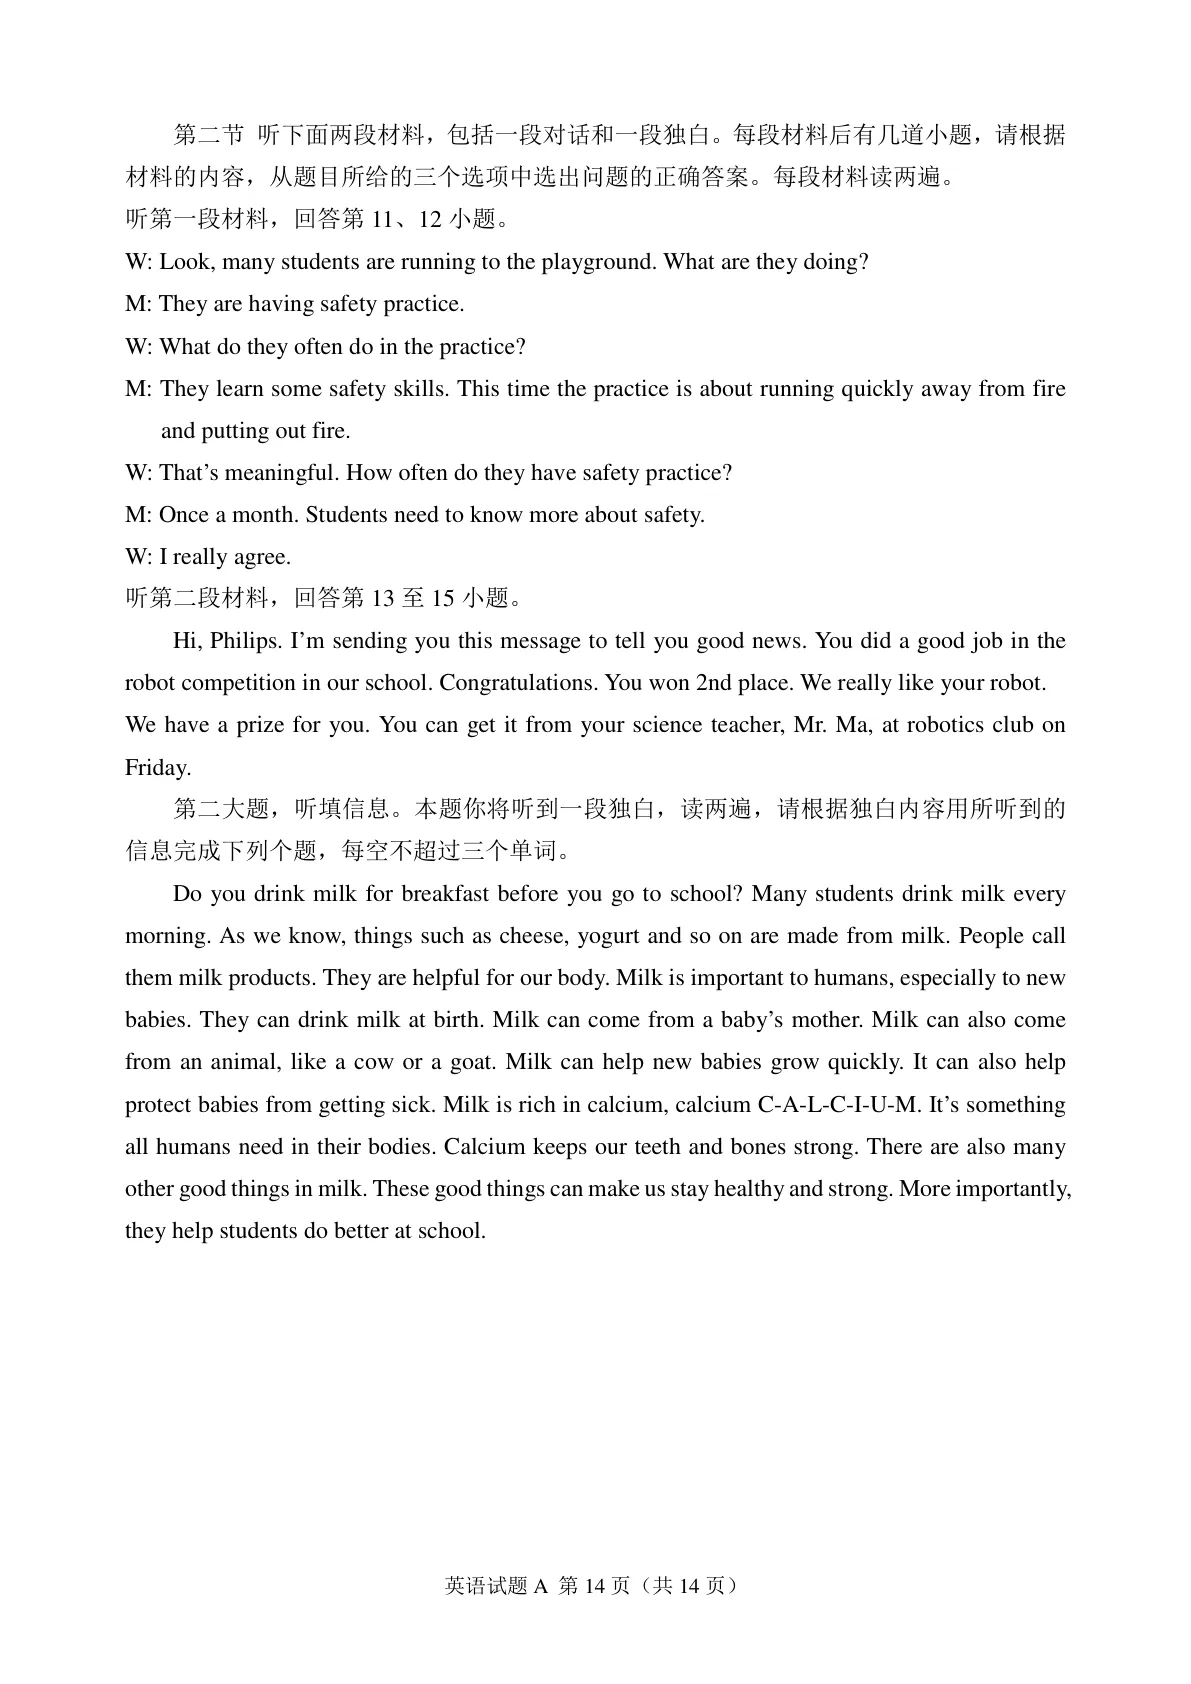 第二节 听下面两段材料，包括一段对话和一段独白。每段材料后有几道小题，请根据
材料的内容，从题目所给的三个选项中选出问题的正确答案。每段材料读两遍。
听第一段材料，回答第 11、12 小题。
W: Look, many students are running to the playground. What are they doing?
M: They are having safety practice.
W: What do they often do in the practice?
M: They learn some safety skills. This time the practice is about running quickly away from fire
and putting out fire.
W: That’s meaningful. How often do they have safety practice?
M: Once a month. Students need to know more about safety.
W: I really agree.
听第二段材料，回答第 13 至 15 小题。
Hi, Philips. I’m sending you this message to tell you good news. You did a good job in the
robot competition in our school. Congratulations. You won 2nd place. We really like your robot.
We have a prize for you. You can get it from your science teacher, Mr. Ma, at robotics club on
Friday.
第二大题，听填信息。本题你将听到一段独白，读两遍，请根据独白内容用所听到的
信息完成下列个题，每空不超过三个单词。
Do you drink milk for breakfast before you go to school? Many students drink milk every
morning. As we know, things such as cheese, yogurt and so on are made from milk. People call
them milk products. They are helpful for our body. Milk is important to humans, especially to new
babies. They can drink milk at birth. Milk can come from a baby’s mother. Milk can also come
from an animal, like a cow or a goat. Milk can help new babies grow quickly. It can also help
protect babies from getting sick. Milk is rich in calcium, calcium C-A-L-C-I-U-M. It’s something
all humans need in their bodies. Calcium keeps our teeth and bones strong. There are also many
other good things in milk. These good things can make us stay healthy and strong. More importantly,
they help students do better at school.
英语试题 A 第 14 页（共 14 页）